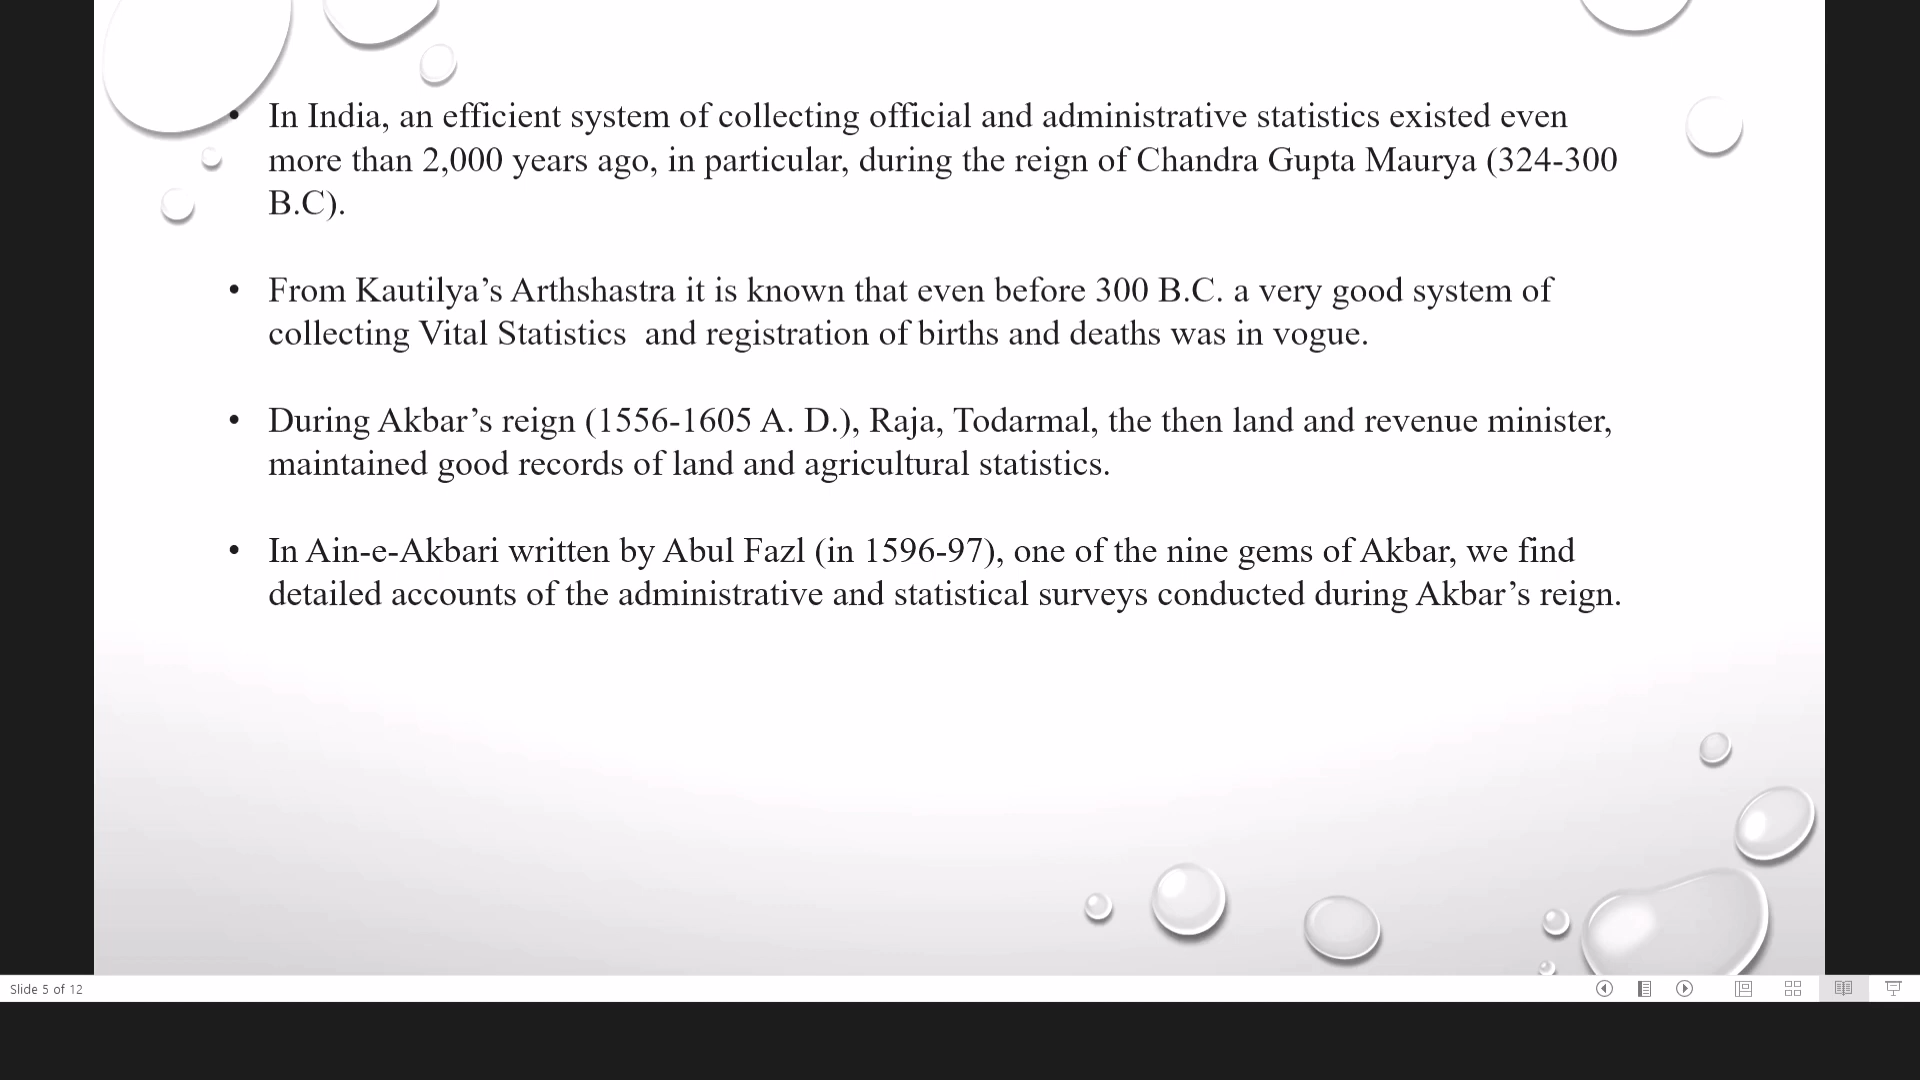 • In India, an efficient system of collecting official and administrative statistics existed even
more than 2,000 years ago, in particular, during the reign of Chandra Gupta Maurya (324-300
B.C).
• From Kautilya’s Arthshastra it is known that even before 300 B.C. a very good system of
collecting Vital Statistics  and registration of births and deaths was in vogue.
• During Akbar’s reign (1556-1605 A. D.), Raja, Todarmal, the then land and revenue minister,
maintained good records of land and agricultural statistics.
• In Ain-e-Akbari written by Abul Fazl (in 1596-97), one of the nine gems of Akbar, we find
detailed accounts of the administrative and statistical surveys conducted during Akbar’s reign.
Slide 5 of 12